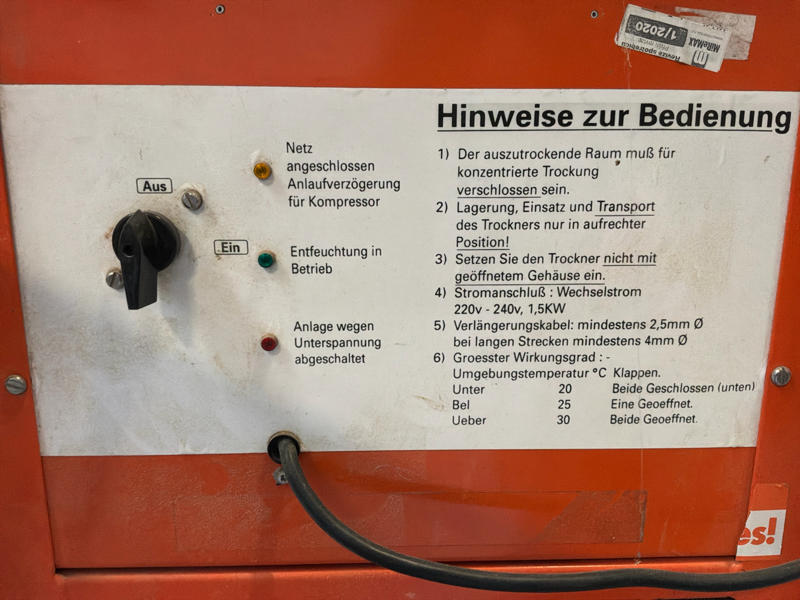 Revize spotřebičů
1/2020
MiReMAX
Hinweise zur Bedienung
Aus
Ein
Netz
angeschlossen
Anlaufverzögerung
für Kompressor
Entfeuchtung in
Betrieb
Anlage wegen
Unterspannung
abgeschaltet
1) Der auszutrockende Raum muß für
konzentrierte Trockung
verschlossen sein.
2) Lagerung, Einsatz und Transport
des Trockners nur in aufrechter
Position!
3) Setzen Sie den Trockner nicht mit
geöffnetem Gehäuse ein.
4) Stromanschluß : Wechselstrom
220v - 240v, 1,5KW
5) Verlängerungskabel: mindestens 2,5mm Ø
bei langen Strecken mindestens 4mm Ø
6) Groesster Wirkungsgrad : -
Umgebungstemperatur °C Klappen.
Unter 20 Beide Geschlossen (unten)
Bel 25 Eine Geoeffnet.
Ueber 30 Beide Geoeffnet.
es!